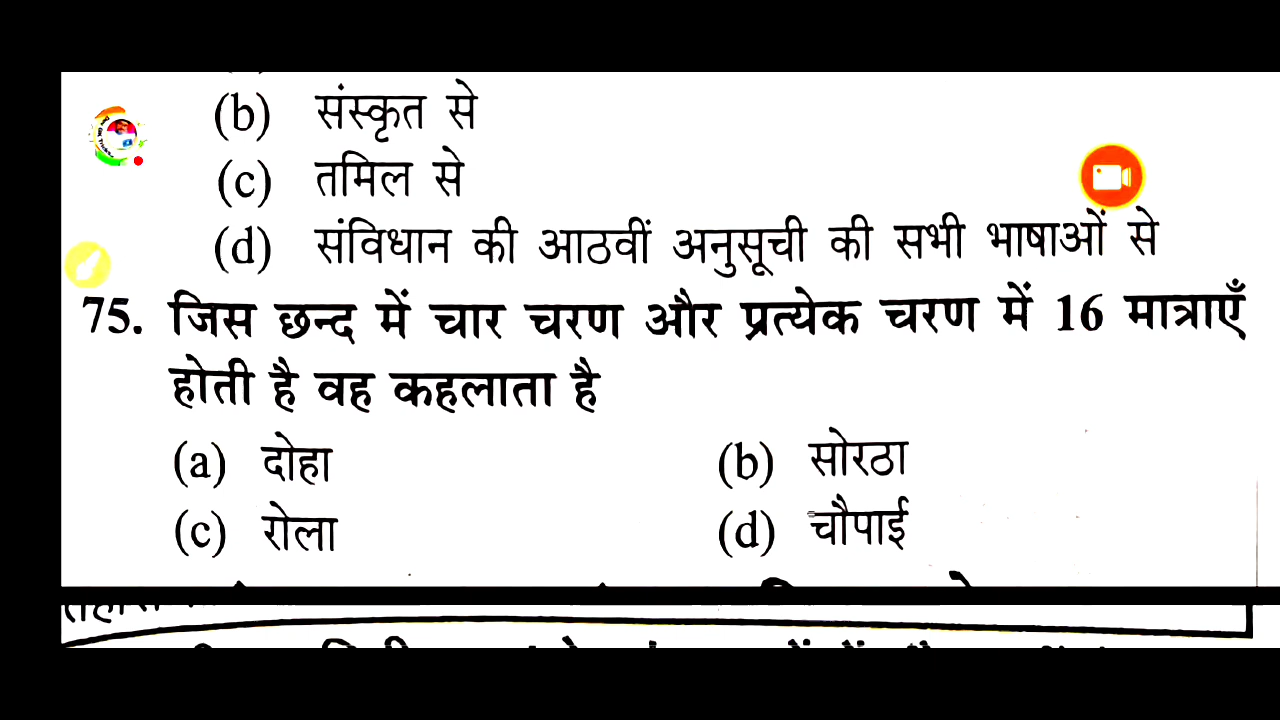 (b) संस्कृत से
(c) तमिल से
(d) संविधान की आठवीं अनुसूची की सभी भाषाओं से
75. जिस छन्द में चार चरण और प्रत्येक चरण में 16 मात्राएँ
होती है वह कहलाता है
(a) दोहा (b) सोरठा
(c) रोला (d) चौपाई